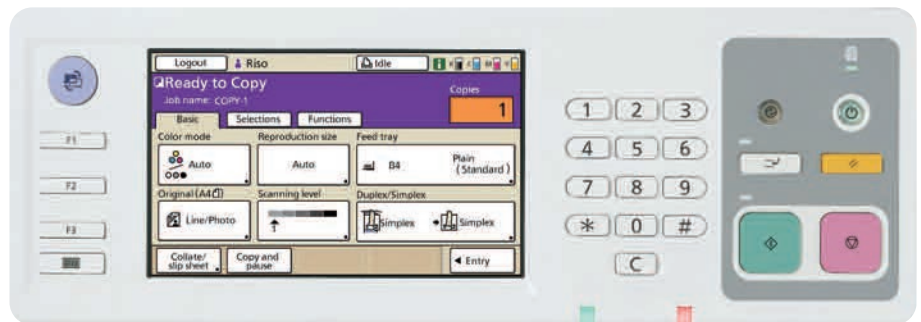 Logout
Riso
Idle
Ready to Copy
Job name: COPY-1
Copies
1
Basic
Selections
Functions
Color mode
Reproduction size
Feed tray
Auto
Auto
B4
Plain
(Standard)
Original (A4)
Scanning level
Duplex/Simplex
Line/Photo
Simplex
Simplex
Collate/
slip sheet
Copy and
pause
Entry
F1
F2
F3
1 2 3
4 5 6
7 8 9
* 0 #
C